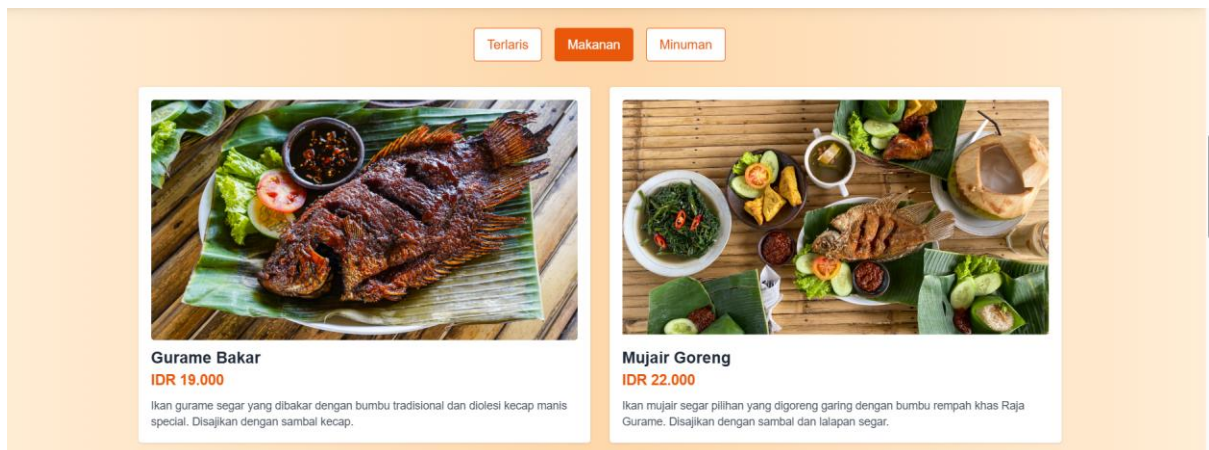 Terlaris Makanan Minuman
Gurame Bakar
IDR 19.000
Ikan gurame segar yang dibakar dengan bumbu tradisional dan diolesi kecap manis
special. Disajikan dengan sambal kecap.
Mujair Goreng
IDR 22.000
Ikan mujair segar pilihan yang digoreng garing dengan bumbu rempah khas Raja
Gurame. Disajikan dengan sambal dan lalapan segar.